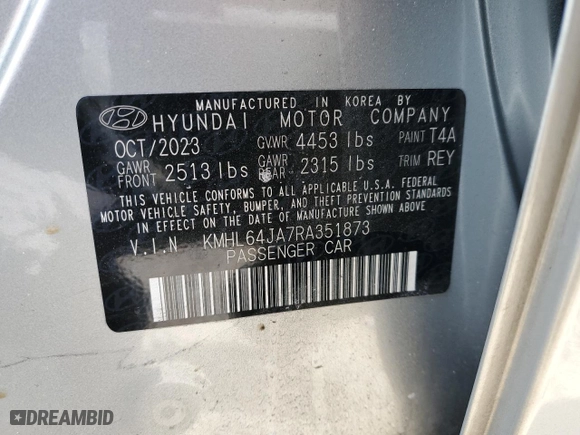 MANUFACTURED IN KOREA BY
HYUNDAI MOTOR COMPANY
OCT/2023 GVWR 4453 lbs PAINT T4A
GAWR FRONT 2513 lbs GAWR REAR 2315 lbs TRIM REY
THIS VEHICLE CONFORMS TO ALL APPLICABLE U.S.A. FEDERAL
MOTOR VEHICLE SAFETY, BUMPER, AND THEFT PREVENTION STANDARDS
IN EFFECT ON THE DATE OF MANUFACTURE SHOWN ABOVE.
V.I.N KMHL64JA7RA351873
PASSENGER CAR
DREAMBID